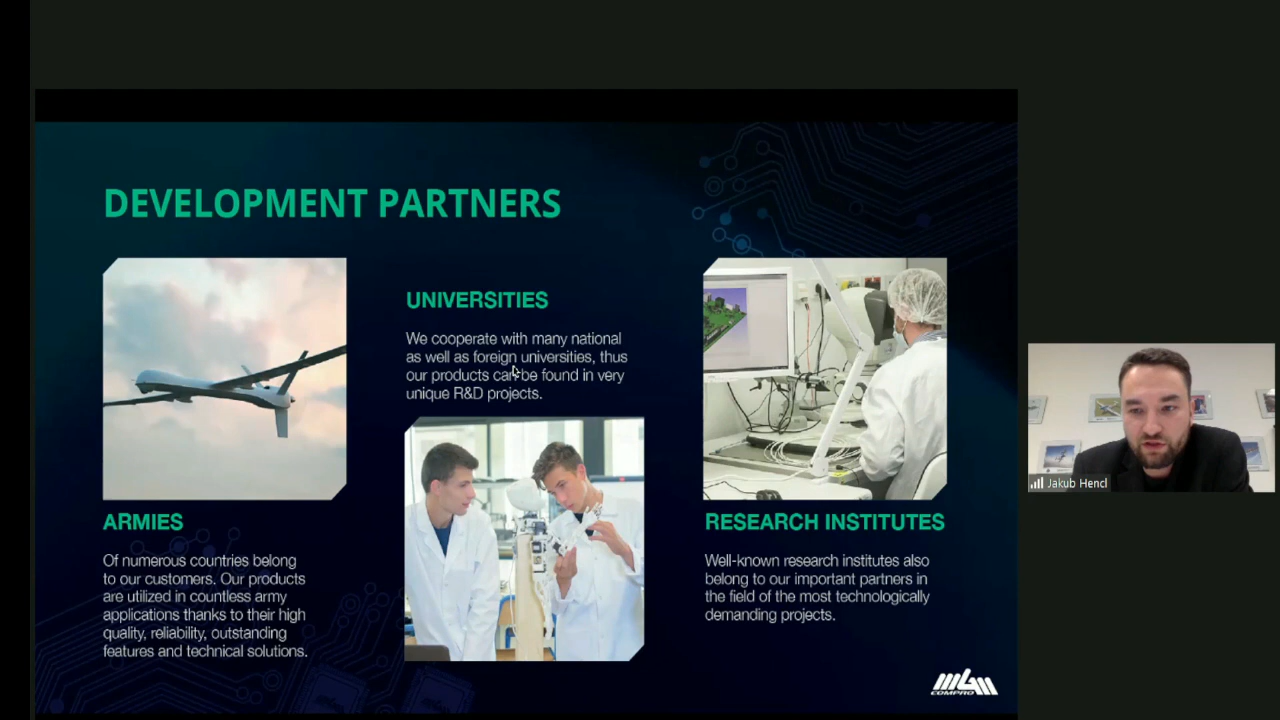 DEVELOPMENT PARTNERS
ARMIES
Of numerous countries belong
to our customers. Our products
are utilized in countless army
applications thanks to their high
quality, reliability, outstanding
features and technical solutions.
UNIVERSITIES
We cooperate with many national
as well as foreign universities, thus
our products can be found in very
unique R&D projects.
RESEARCH INSTITUTES
Well-known research institutes also
belong to our important partners in
the field of the most technologically
demanding projects.
MGM
COMPRO
Jakub Hencl